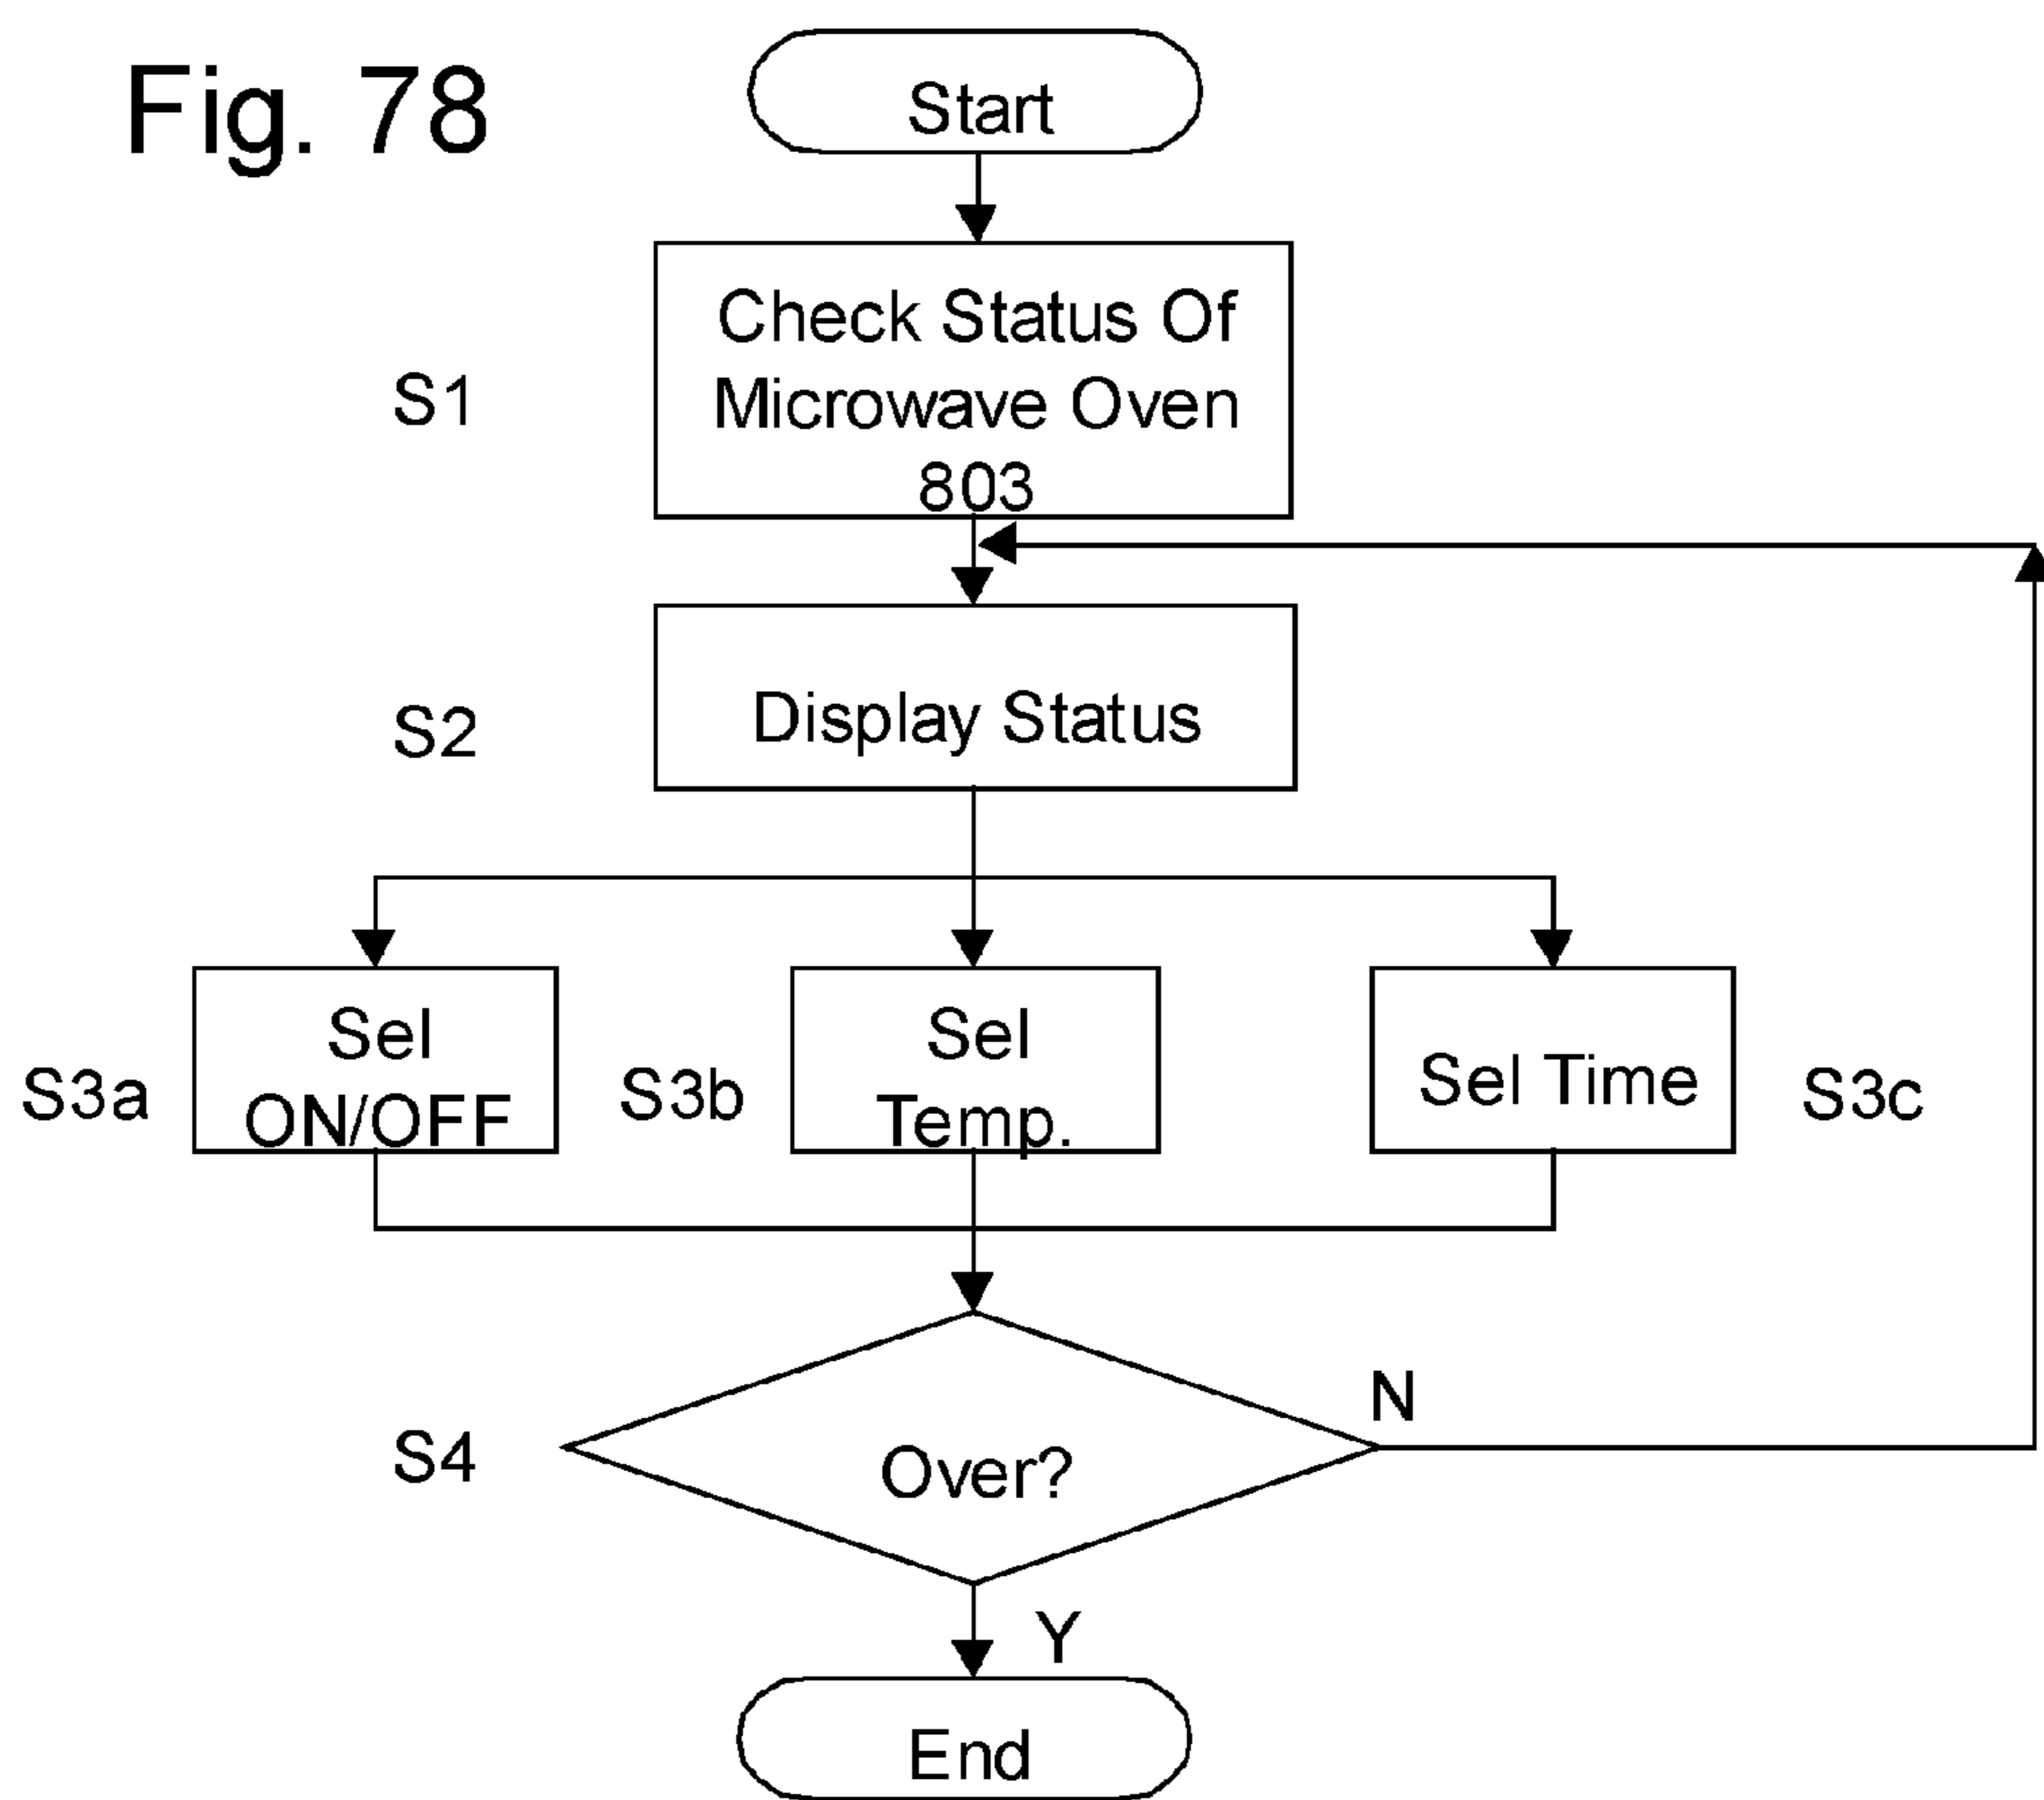 Fig. 78
Start
S1
Check Status Of
Microwave Oven
803
S2
Display Status
S3a
Sel
ON/OFF
S3b
Sel
Temp.
Sel Time
S3c
S4
Over?
N
Y
End